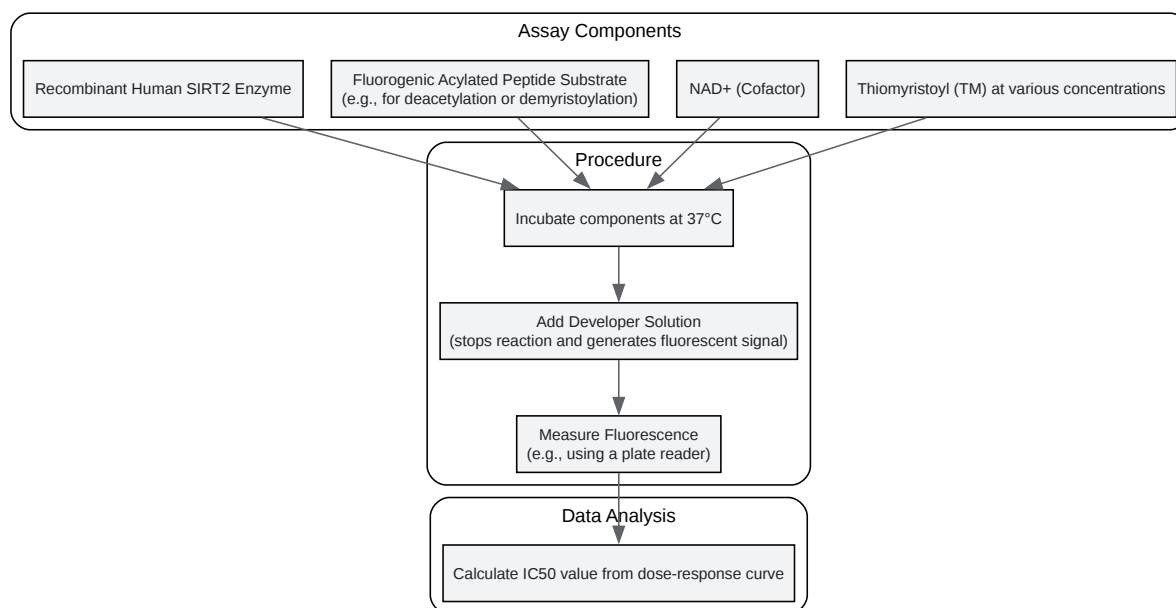 Assay Components
Recombinant Human SIRT2 Enzyme
Fluorogenic Acylated Peptide Substrate
(e.g., for deacetylation or demyristoylation)
NAD+ (Cofactor)
Thiomyristoyl (TM) at various concentrations
Procedure
Incubate components at 37°C
Add Developer Solution
(stops reaction and generates fluorescent signal)
Measure Fluorescence
(e.g., using a plate reader)
Data Analysis
Calculate IC50 value from dose-response curve